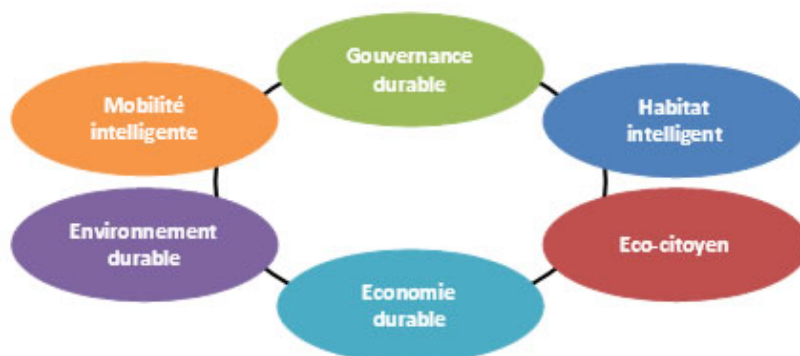 Gouvernance
durable
Mobilité
intelligente
Habitat
intelligent
Environnement
durable
Eco-citoyen
Economie
durable